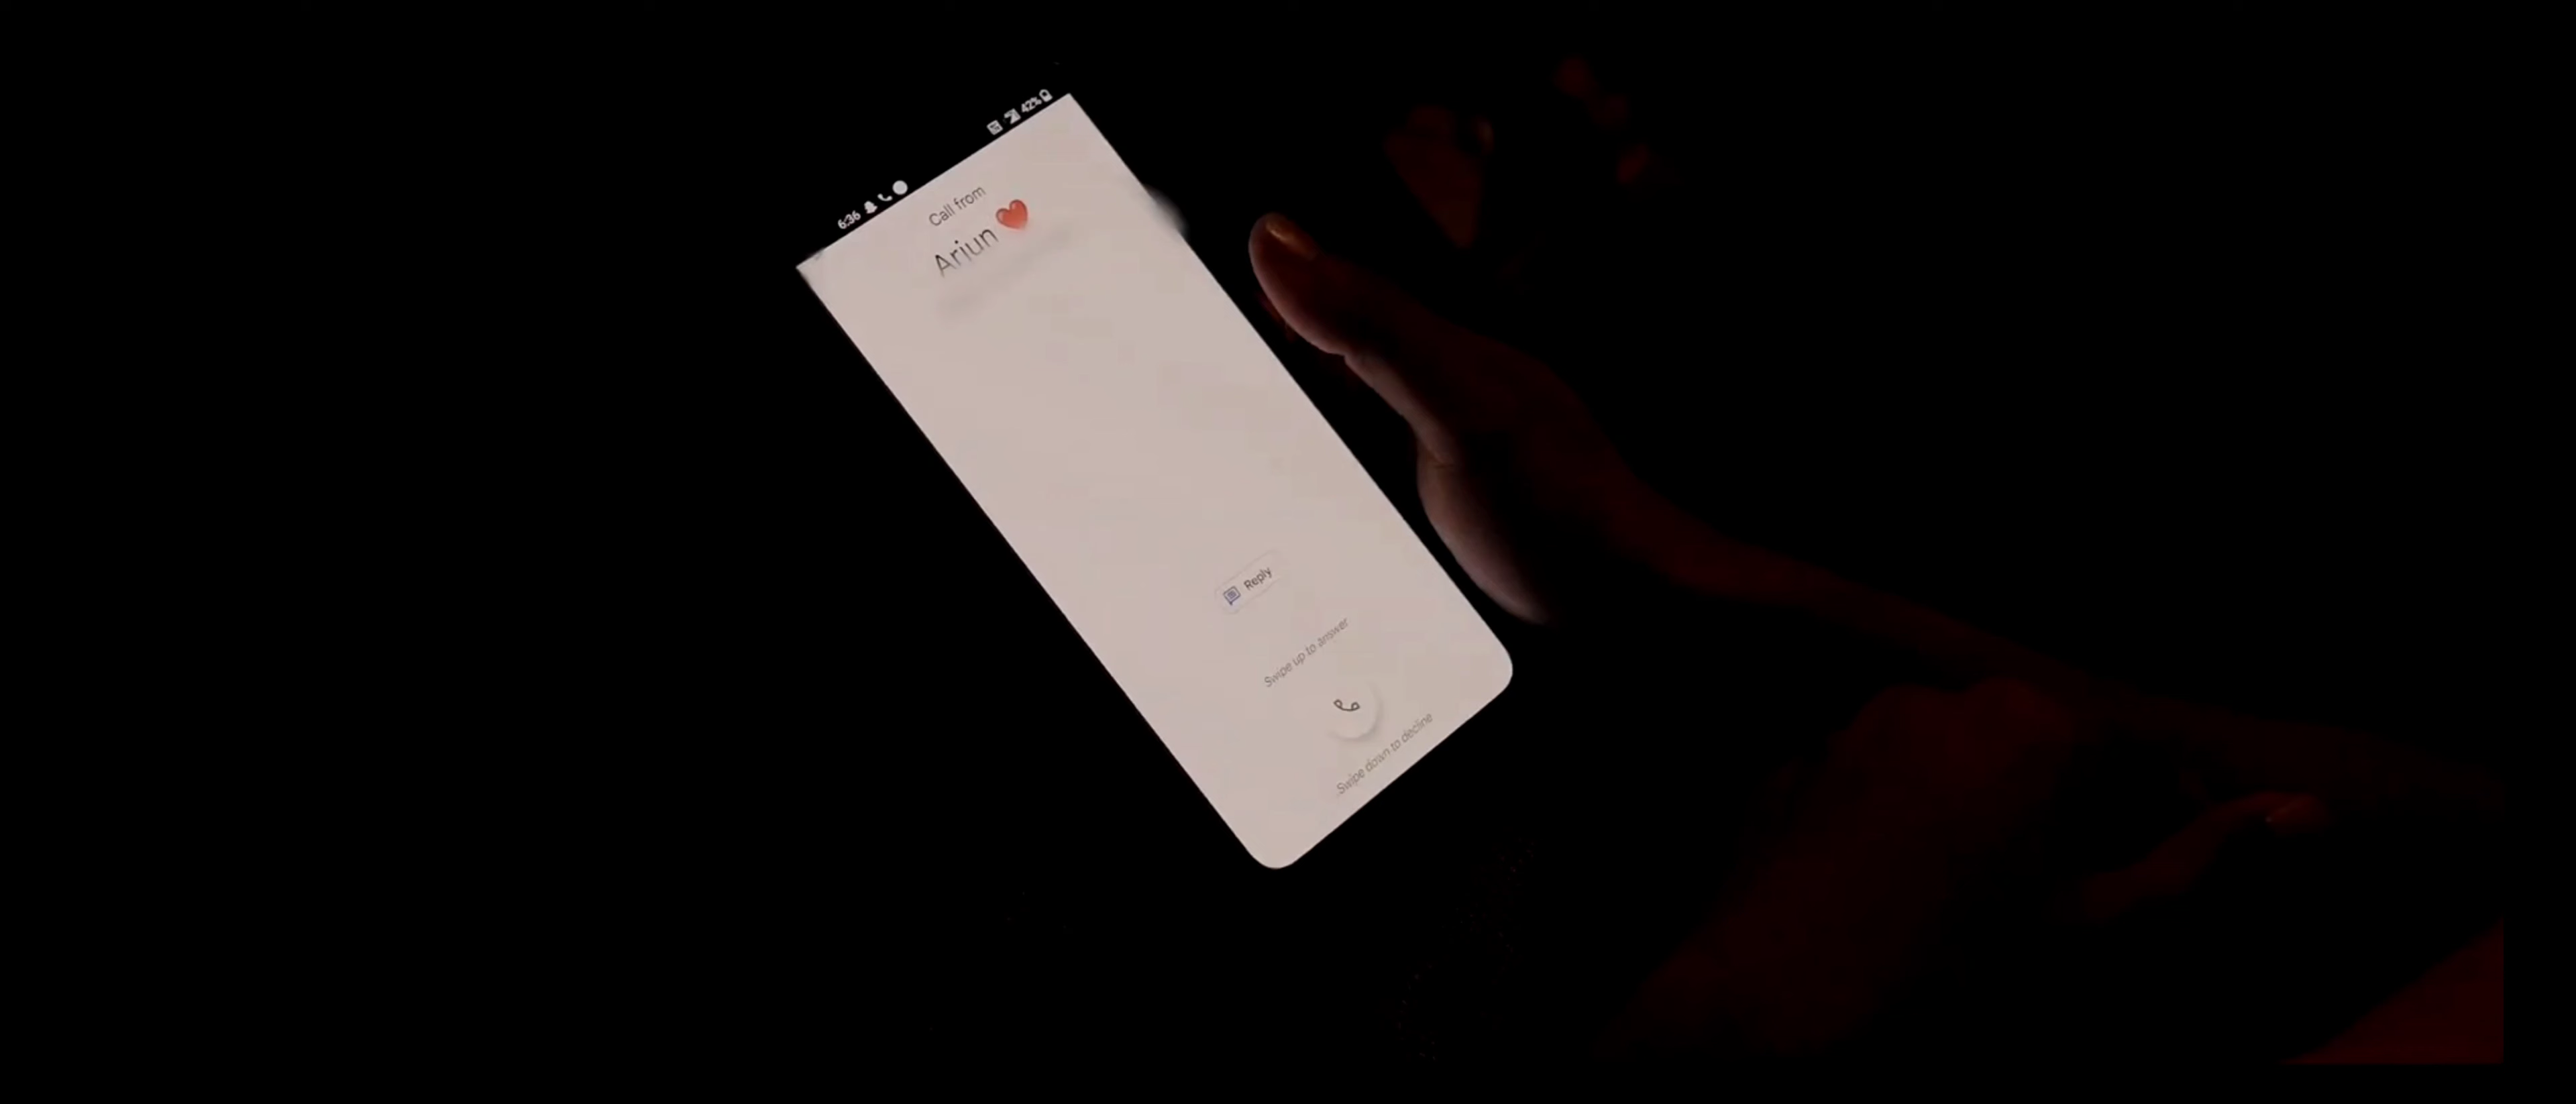 6:36 42%
Call from
Arjun ❤️
Reply
Swipe up to answer
Swipe down to decline